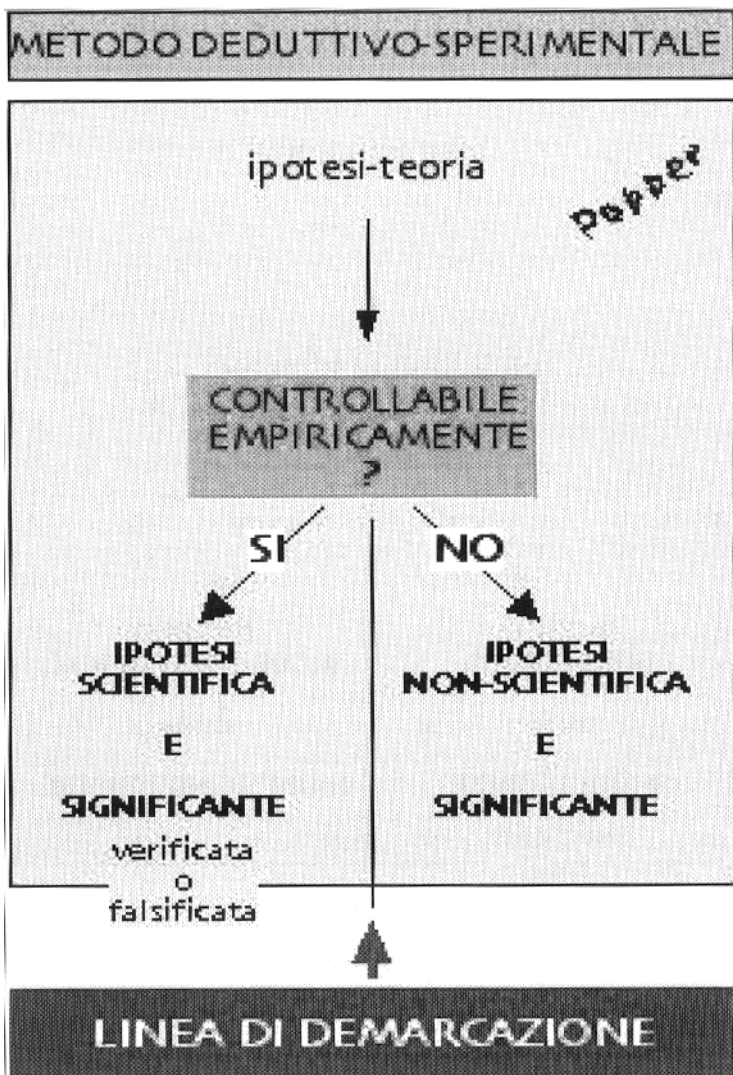 METODO DEDUTTIVO-SPERIMENTALE
ipotesi-teoria
Popper
CONTROLLABILE
EMPIRICAMENTE
?
SI
NO
IPOTESI
SCIENTIFICA
E
SIGNIFICANTE
verificata
o
falsificata
IPOTESI
NON-SCIENTIFICA
E
SIGNIFICANTE
LINEA DI DEMARCAZIONE